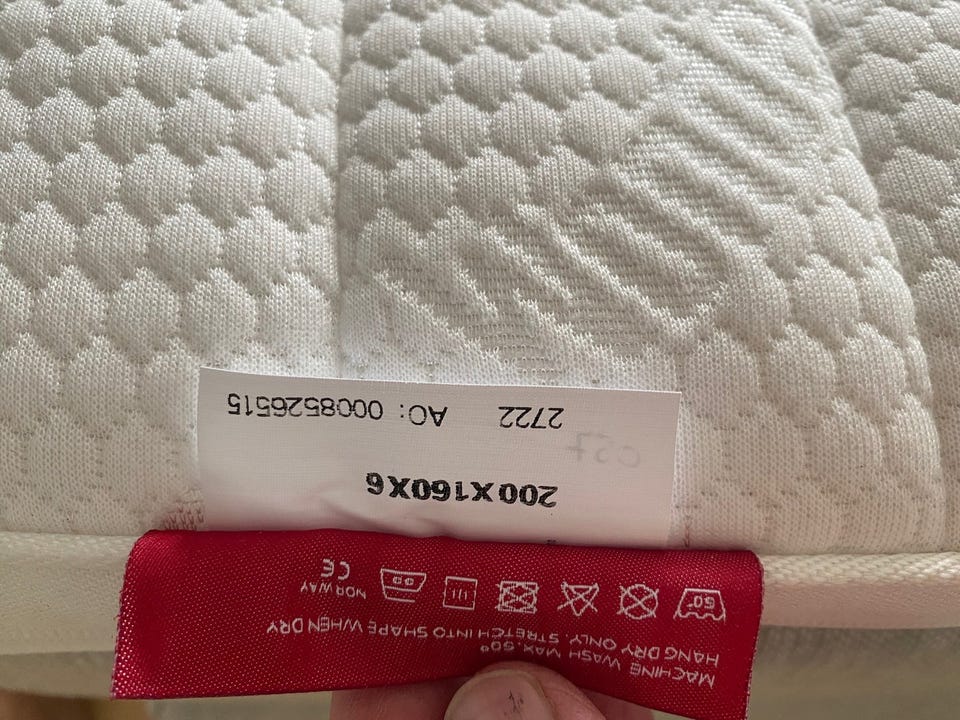 MACHINE WASH MAX.60°
HANG DRY ONLY. STRETCH INTO SHAPE WHEN DRY
60°
NORWAY
CE
200X160X6
2722 AO: 0008526515